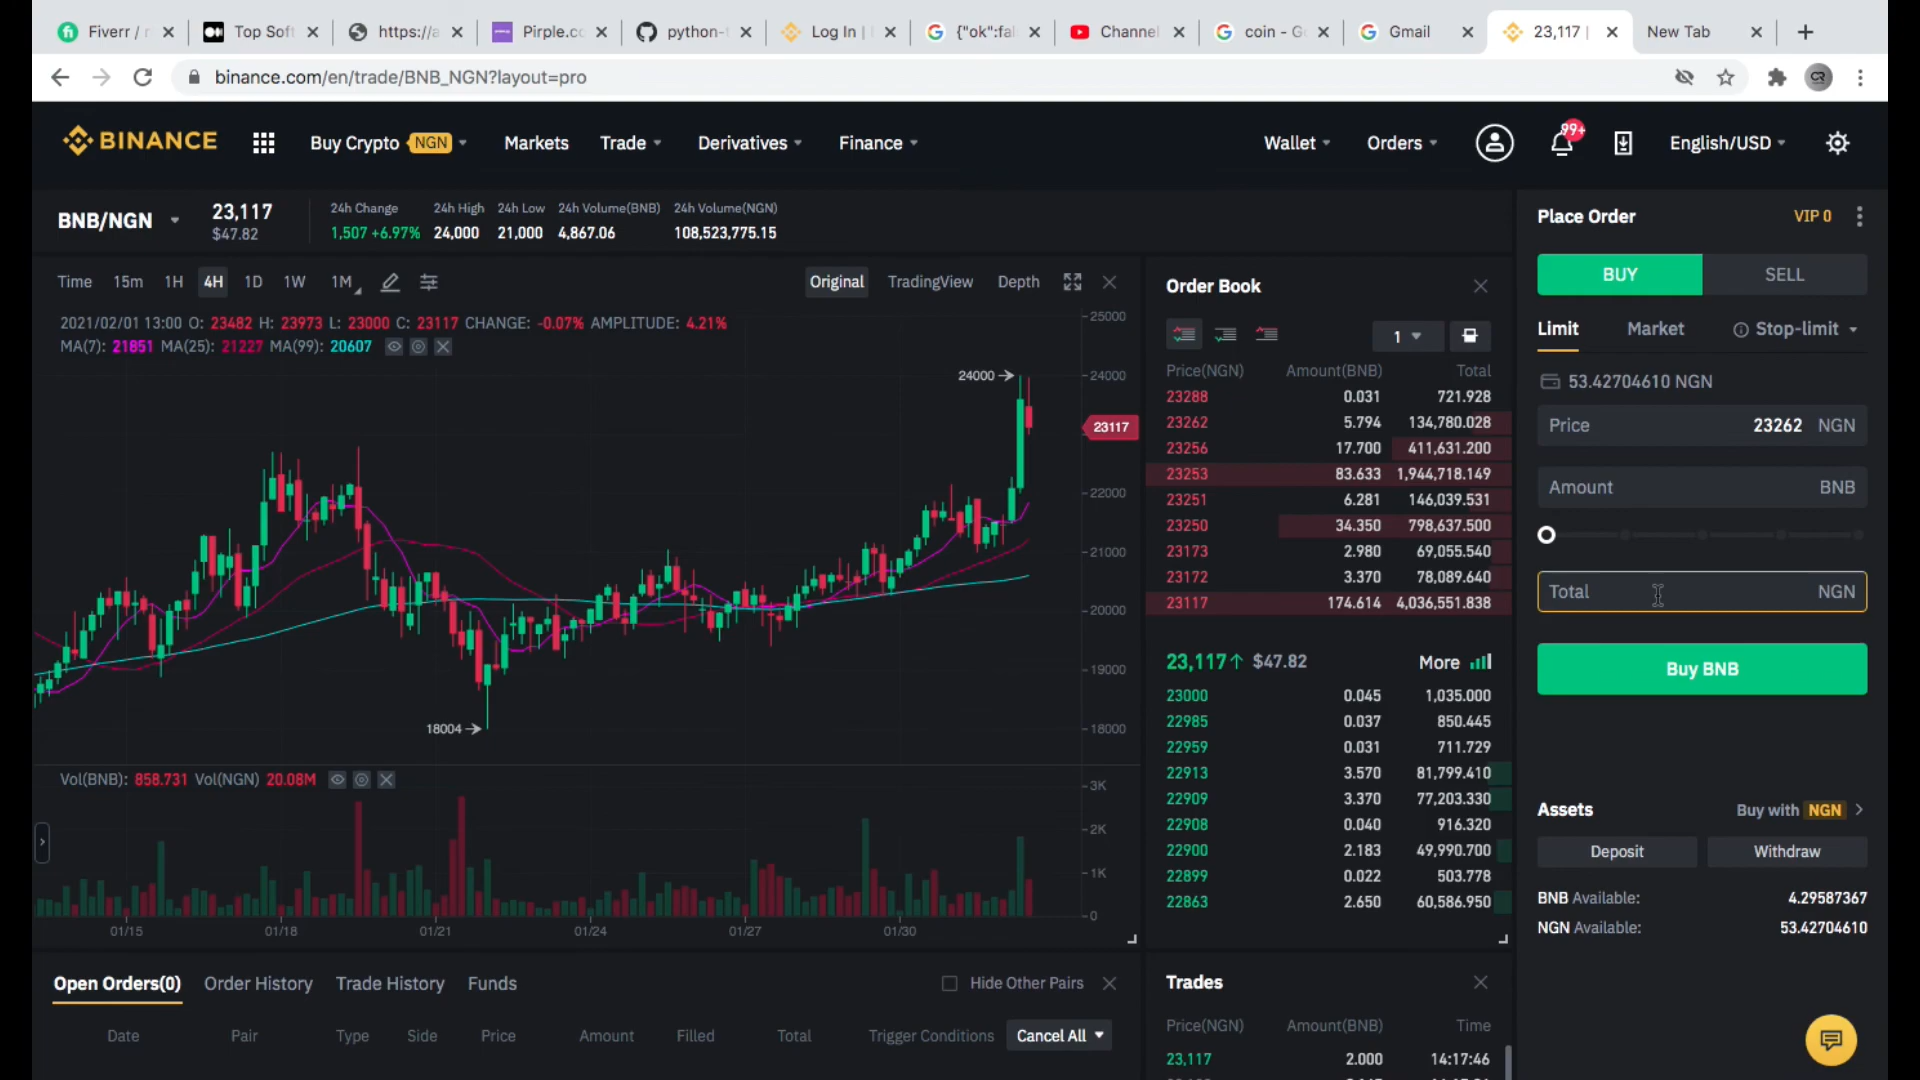 Fiverr / Top Soft https://a Pirple.co python- Log In | {"ok":fal Channel coin - G Gmail 23,117 | New Tab
binance.com/en/trade/BNB_NGN?layout=pro
BINANCE Buy Crypto NGN Markets Trade Derivatives Finance Wallet Orders 99+ English/USD
BNB/NGN 23,117 $47.82
24h Change 24h High 24h Low 24h Volume(BNB) 24h Volume(NGN)
1,507 +6.97% 24,000 21,000 4,867.06 108,523,775.15
Time 15m 1H 4H 1D 1W 1M Original TradingView Depth
2021/02/01 13:00 O: 23482 H: 23973 L: 23000 C: 23117 CHANGE: -0.07% AMPLITUDE: 4.21%
MA(7): 21851 MA(25): 21227 MA(99): 20607
25000
24000
23117
22000
21000
20000
19000
18000
24000
18004
Vol(BNB): 858.731 Vol(NGN) 20.08M
3K
2K
1K
0
01/15 01/18 01/21 01/24 01/27 01/30
Open Orders(0) Order History Trade History Funds Hide Other Pairs
Date Pair Type Side Price Amount Filled Total Trigger Conditions Cancel All
Order Book
1
Price(NGN) Amount(BNB) Total
23288 0.031 721.928
23262 5.794 134,780.028
23256 17.700 411,631.200
23253 83.633 1,944,718.149
23251 6.281 146,039.531
23250 34.350 798,637.500
23173 2.980 69,055.540
23172 3.370 78,089.640
23117 174.614 4,036,551.838
23,117↑ $47.82 More
23000 0.045 1,035.000
22985 0.037 850.445
22959 0.031 711.729
22913 3.570 81,799.410
22909 3.370 77,203.330
22908 0.040 916.320
22900 2.183 49,990.700
22899 0.022 503.778
22863 2.650 60,586.950
Trades
Price(NGN) Amount(BNB) Time
23,117 2.000 14:17:46
Place Order VIP 0
BUY SELL
Limit Market Stop-limit
53.42704610 NGN
Price 23262 NGN
Amount BNB
Total NGN
Buy BNB
Assets Buy with NGN
Deposit Withdraw
BNB Available: 4.29587367
NGN Available: 53.42704610